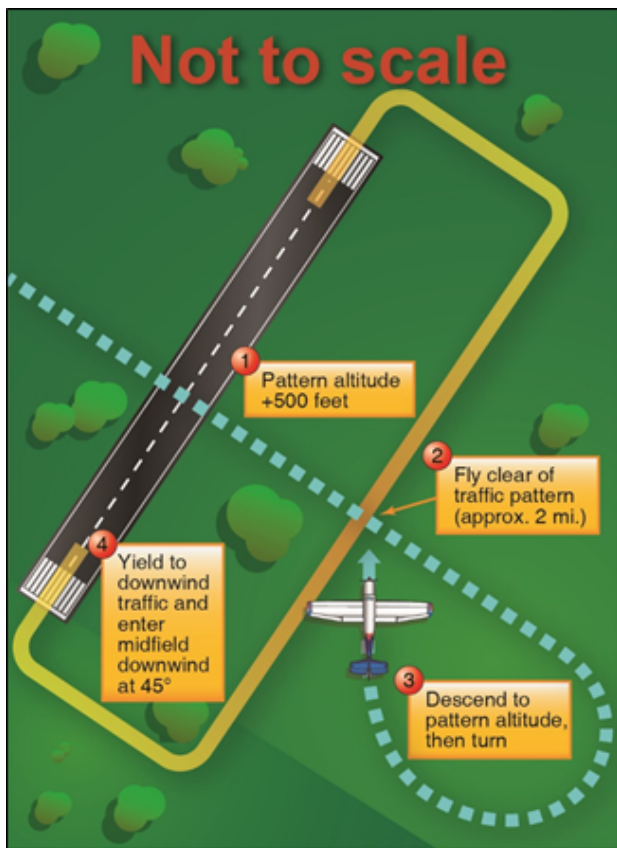 Not to scale
1
Pattern altitude
+500 feet
2
Fly clear of
traffic pattern
(approx. 2 mi.)
4
Yield to
downwind
traffic and
enter
midfield
downwind
at 45°
3
Descend to
pattern altitude,
then turn